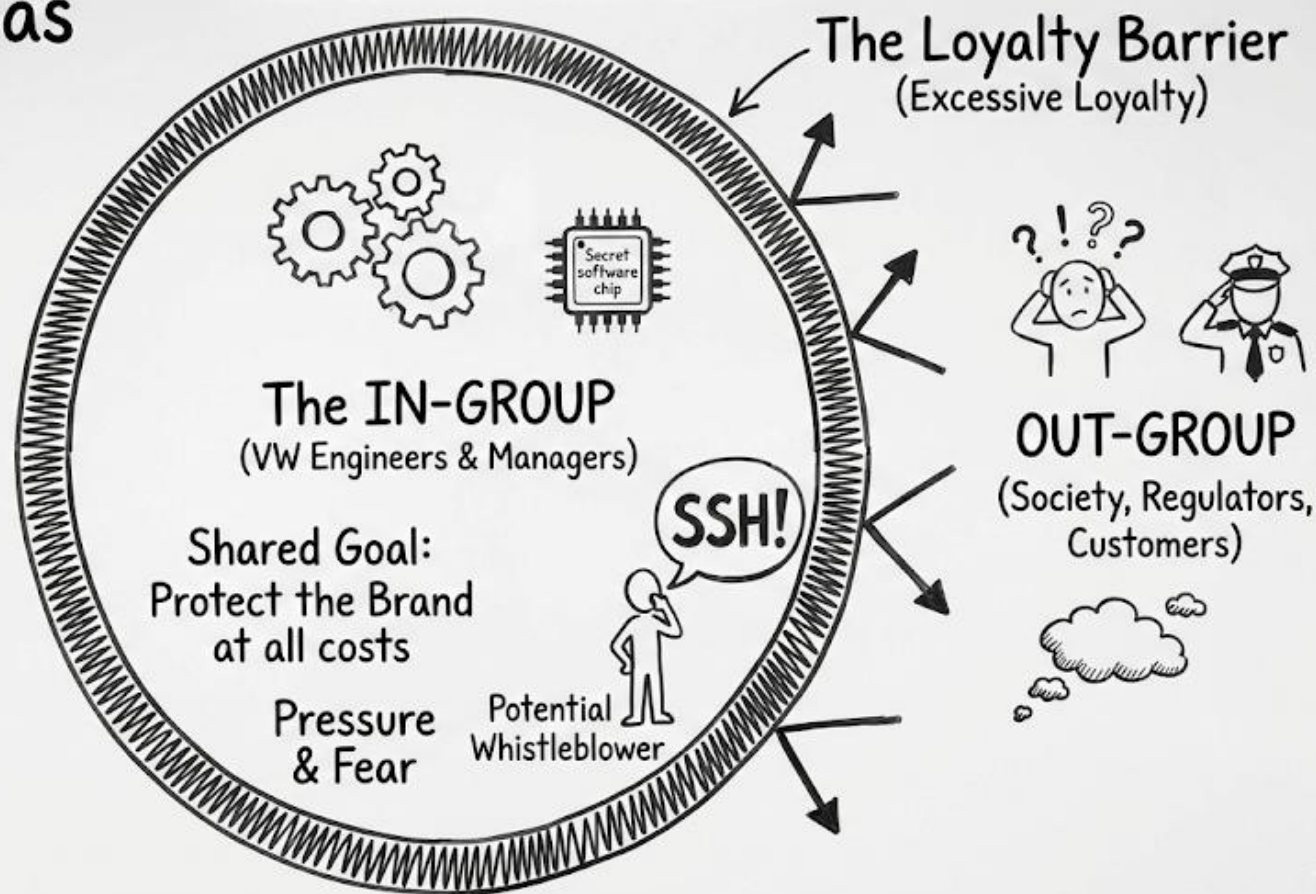 as
The Loyalty Barrier
(Excessive Loyalty)
Secret
software
chip
? ! ? ?
The IN-GROUP
(VW Engineers & Managers)
OUT-GROUP
(Society, Regulators,
Customers)
SSH!
Shared Goal:
Protect the Brand
at all costs
Pressure
& Fear
Potential
Whistleblower